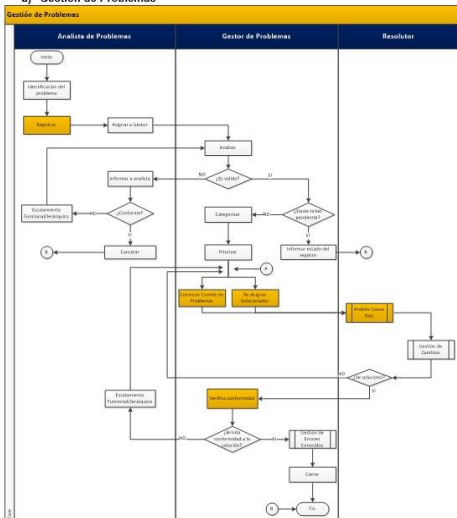 d) Gestión de Problemas
Gestión de Problemas
Analista de Problemas
Gestor de Problemas
Resolutor
Inicio
Identificación del
problema
Registrar
Asignar a Gestor
Análisis
NO
¿Es válido?
SI
Informar a analista
Escalamiento
Funcional/Jerárquico
NO
¿Conforme?
SI
Categorizar
NO
¿Existe ticket
pendiente?
SI
B
Cancelar
Priorizar
Informar estado del
registro
B
A
Convocar Comité de
Problemas
Re-Asignar
Solucionador
Análisis Causa
Raíz
Gestión de
Cambios
NO
¿Se soluciono?
SI
Escalamiento
Funcional/Jerárquico
Verifica conformidad
NO
¿Brinda
conformidad a la
solución?
SI
Gestión de
Errores
Conocidos
Cierre
B
Fin
Fase